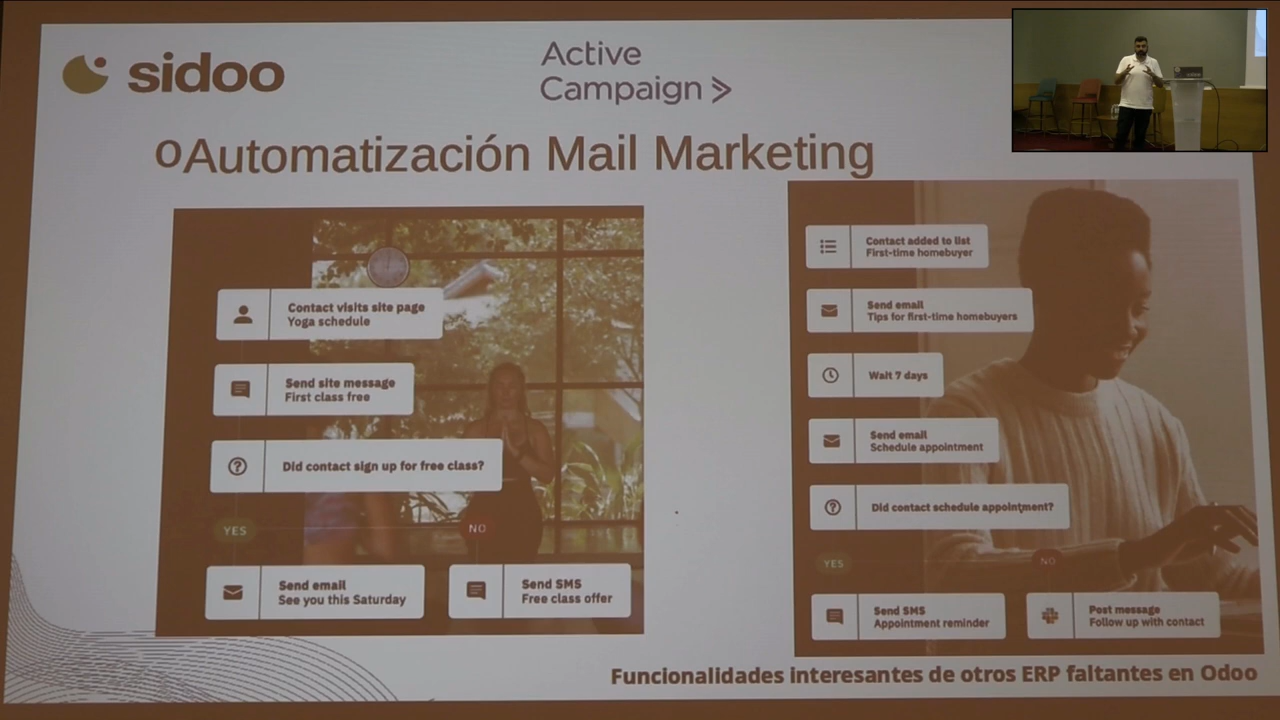 sidoo
Active
Campaign
oAutomatización Mail Marketing
Contact visits site page
Yoga schedule
Send site message
First class free
Did contact sign up for free class?
YES
NO
Send email
See you this Saturday
Send SMS
Free class offer
Contact added to list
First-time homebuyer
Send email
Tips for first-time homebuyers
Wait 7 days
Send email
Schedule appointment
Did contact schedule appointment?
YES
NO
Send SMS
Appointment reminder
Post message
Follow up with contact
Funcionalidades interesantes de otros ERP faltantes en Odoo